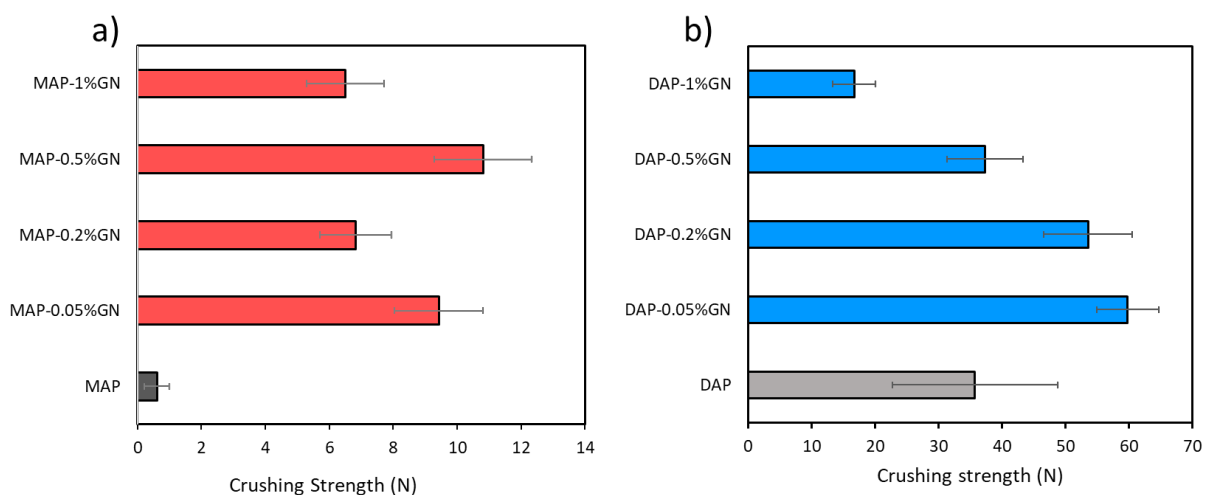 a)
MAP-1%GN
MAP-0.5%GN
MAP-0.2%GN
MAP-0.05%GN
MAP
0 2 4 6 8 10 12 14
Crushing Strength (N)
b)
DAP-1%GN
DAP-0.5%GN
DAP-0.2%GN
DAP-0.05%GN
DAP
0 10 20 30 40 50 60 70
Crushing strength (N)